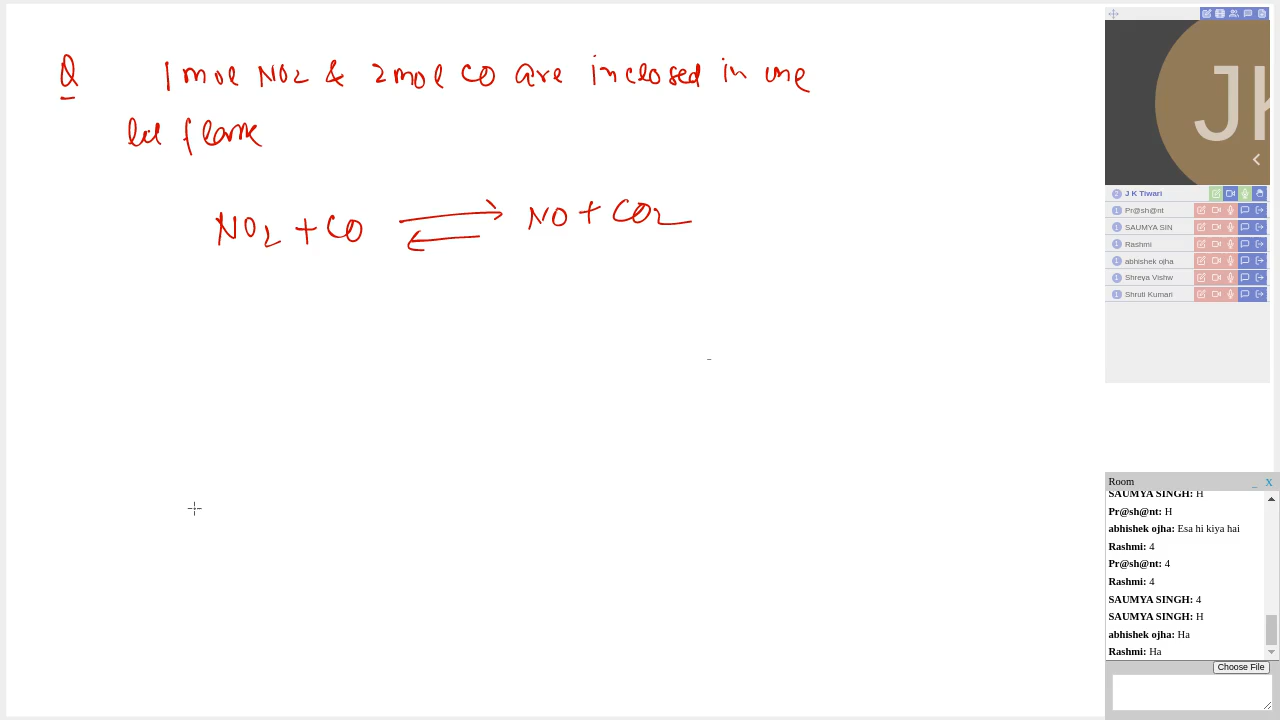 Q 1 mol NO2 & 2 mol CO are inclosed in one
lit flask
NO2 + CO ⇌ NO + CO2
JK
J K Tiwari
Pr@sh@nt
SAUMYA SIN
Rashmi
abhishek ojha
Shreya Vishw
Shruti Kumari
Room _ X
SAUMYA SINGH: H
Pr@sh@nt: H
abhishek ojha: Esa hi kiya hai
Rashmi: 4
Pr@sh@nt: 4
Rashmi: 4
SAUMYA SINGH: 4
SAUMYA SINGH: H
abhishek ojha: Ha
Rashmi: Ha
Choose File